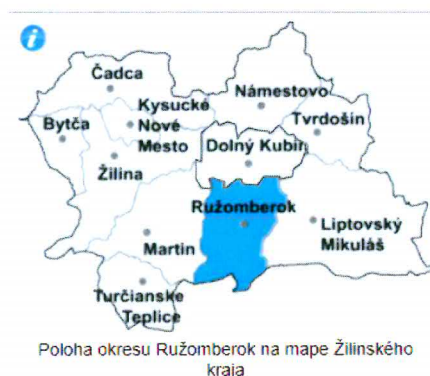 i
Čadca
Námestovo
Kysucké
Nové
Mesto
Tvrdošín
Bytča
Dolný Kubín
Žilina
Ružomberok
Liptovský
Mikuláš
Martin
Turčianske
Teplice
Poloha okresu Ružomberok na mape Žilinského
kraja